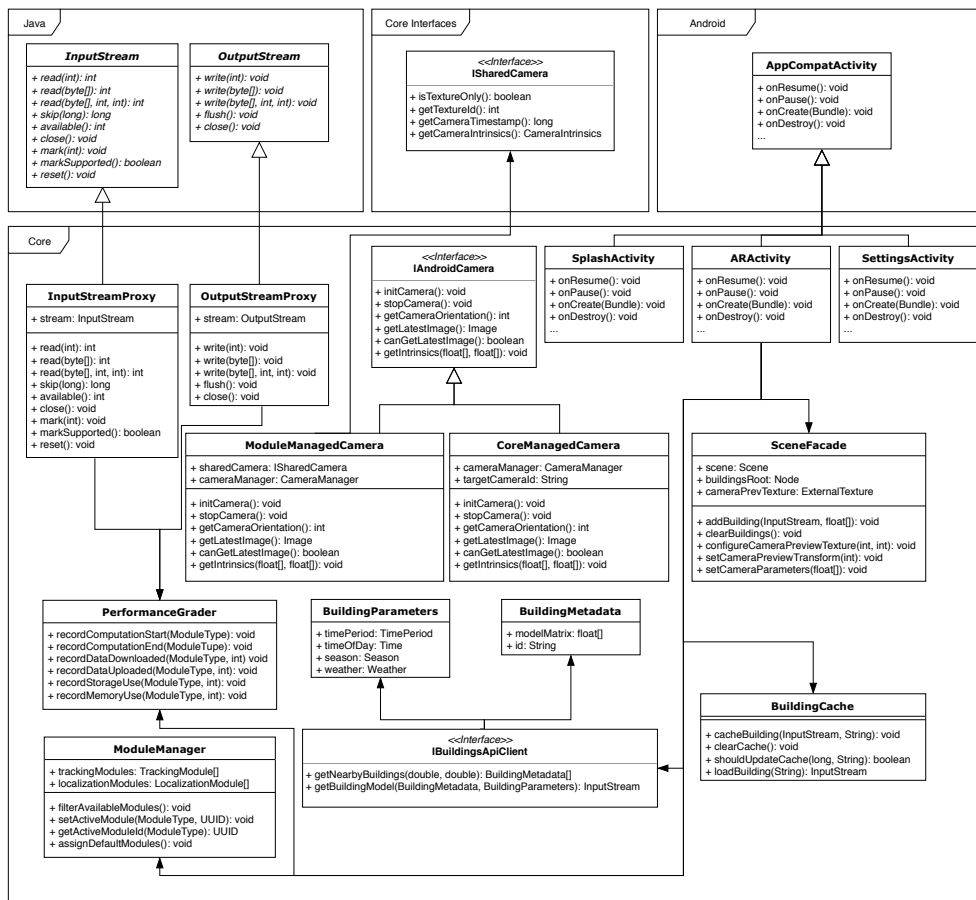 Java
InputStream
+ read(int): int
+ read(byte[]): int
+ read(byte[], int, int): int
+ skip(long): long
+ available(): int
+ close(): void
+ mark(int): void
+ markSupported(): boolean
+ reset(): void
OutputStream
+ write(int): void
+ write(byte[]): void
+ write(byte[], int, int): void
+ flush(): void
+ close(): void
Core Interfaces
<<Interface>>
ISharedCamera
+ isTextureOnly(): boolean
+ getTextureId(): int
+ getCameraTimestamp(): long
+ getCameraIntrinsics(): CameraIntrinsics
Android
AppCompatActivity
+ onResume(): void
+ onPause(): void
+ onCreate(Bundle): void
+ onDestroy(): void
...
Core
InputStreamProxy
+ stream: InputStream
+ read(int): int
+ read(byte[]): int
+ read(byte[], int, int): int
+ skip(long): long
+ available(): int
+ close(): void
+ mark(int): void
+ markSupported(): boolean
+ reset(): void
OutputStreamProxy
+ stream: OutputStream
+ write(int): void
+ write(byte[]): void
+ write(byte[], int, int): void
+ flush(): void
+ close(): void
<<Interface>>
IAndroidCamera
+ initCamera(): void
+ stopCamera(): void
+ getCameraOrientation(): int
+ getLatestImage(): Image
+ canGetLatestImage(): boolean
+ getIntrinsics(float[], float[]): void
SplashActivity
+ onResume(): void
+ onPause(): void
+ onCreate(Bundle): void
+ onDestroy(): void
...
ARActivity
+ onResume(): void
+ onPause(): void
+ onCreate(Bundle): void
+ onDestroy(): void
...
SettingsActivity
+ onResume(): void
+ onPause(): void
+ onCreate(Bundle): void
+ onDestroy(): void
...
ModuleManagedCamera
+ sharedCamera: ISharedCamera
+ cameraManager: CameraManager
+ initCamera(): void
+ stopCamera(): void
+ getCameraOrientation(): int
+ getLatestImage(): Image
+ canGetLatestImage(): boolean
+ getIntrinsics(float[], float[]): void
CoreManagedCamera
+ cameraManager: CameraManager
+ targetCameraId: String
+ initCamera(): void
+ stopCamera(): void
+ getCameraOrientation(): int
+ getLatestImage(): Image
+ canGetLatestImage(): boolean
+ getIntrinsics(float[], float[]): void
SceneFacade
+ scene: Scene
+ buildingsRoot: Node
+ cameraPrevTexture: ExternalTexture
+ addBuilding(InputStream, float[]): void
+ clearBuildings(): void
+ configureCameraPreviewTexture(int, int): void
+ setCameraPreviewTransform(int): void
+ setCameraParameters(float[]): void
PerformanceGrader
+ recordComputationStart(ModuleType): void
+ recordComputationEnd(ModuleTupe): void
+ recordDataDownloaded(ModuleType, int) void
+ recordDataUploaded(ModuleType, int): void
+ recordStorageUse(ModuleType, int): void
+ recordMemoryUse(ModuleType, int): void
BuildingParameters
+ timePeriod: TimePeriod
+ timeOfDay: Time
+ season: Season
+ weather: Weather
BuildingMetadata
+ modelMatrix: float[]
+ id: String
BuildingCache
+ cacheBuilding(InputStream, String): void
+ clearCache(): void
+ shouldUpdateCache(long, String): boolean
+ loadBuilding(String): InputStream
ModuleManager
+ trackingModules: TrackingModule[]
+ localizationModules: LocalizationModule[]
+ filterAvailableModules(): void
+ setActiveModule(ModuleType, UUID): void
+ getActiveModuleId(ModuleType): UUID
+ assignDefaultModules(): void
<<Interface>>
IBuildingsApiClient
+ getNearbyBuildings(double, double): BuildingMetadata[]
+ getBuildingModel(BuildingMetadata, BuildingParameters): InputStream